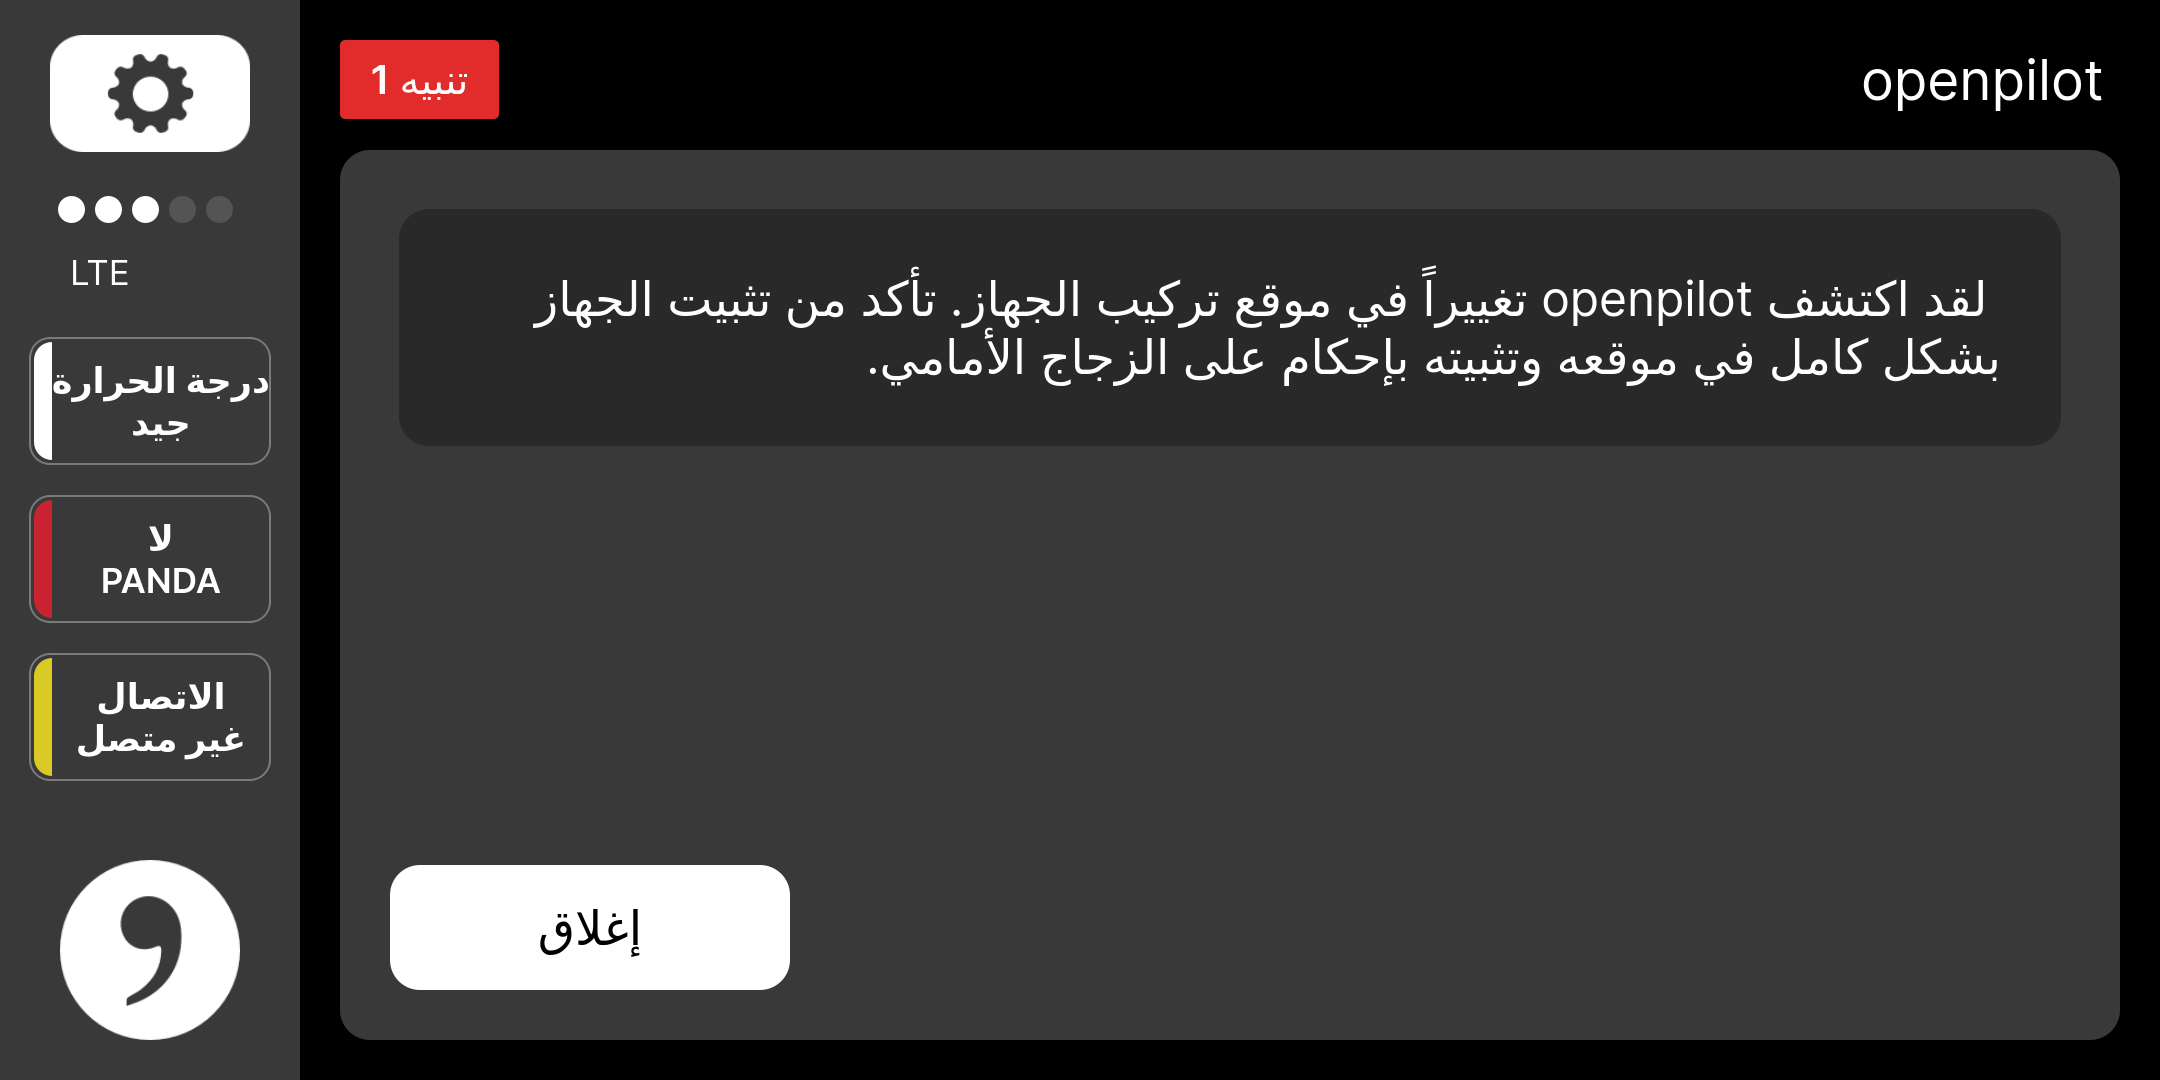 openpilot
1 تنبيه
LTE
درجة الحرارة
جيد
لا
PANDA
الاتصال
غير متصل
لقد اكتشف openpilot تغييراً في موقع تركيب الجهاز. تأكد من تثبيت الجهاز
بشكل كامل في موقعه وتثبيته بإحكام على الزجاج الأمامي.
إغلاق